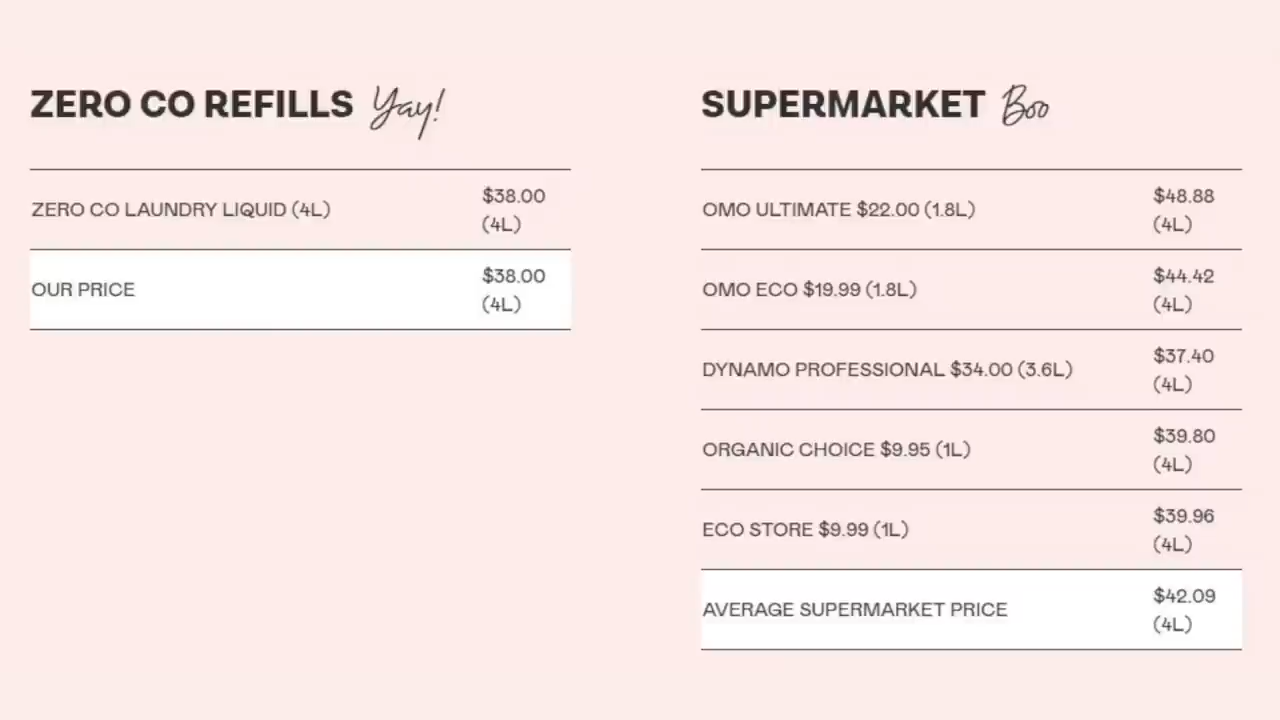 ZERO CO REFILLS Yay!
ZERO CO LAUNDRY LIQUID (4L) $38.00
(4L)
OUR PRICE $38.00
(4L)
SUPERMARKET Boo
OMO ULTIMATE $22.00 (1.8L) $48.88
(4L)
OMO ECO $19.99 (1.8L) $44.42
(4L)
DYNAMO PROFESSIONAL $34.00 (3.6L) $37.40
(4L)
ORGANIC CHOICE $9.95 (1L) $39.80
(4L)
ECO STORE $9.99 (1L) $39.96
(4L)
AVERAGE SUPERMARKET PRICE $42.09
(4L)